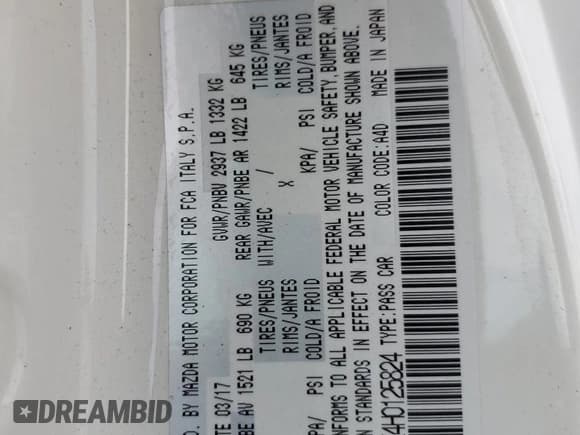 D. BY MAZDA MOTOR CORPORATION FOR FCA ITALY S.P.A.
TE 03/17 GVWR/PNBV 2937 LB 1332 KG
BE AV 1521 LB 690 KG REAR GAWR/PNBE AR 1422 LB 645 KG
TIRES/PNEUS WITH/AVEC / TIRES/PNEUS
RIMS/JANTES X RIMS/JANTES
PA/ PSI COLD/A FROID KPA/ PSI COLD/A FROID
NFORMS TO ALL APPLICABLE FEDERAL MOTOR VEHICLE SAFETY, BUMPER, AND
N STANDARDS IN EFFECT ON THE DATE OF MANUFACTURE SHOWN ABOVE.
4H0125824 TYPE:PASS CAR COLOR CODE:A4D MADE IN JAPAN
DREAMBID